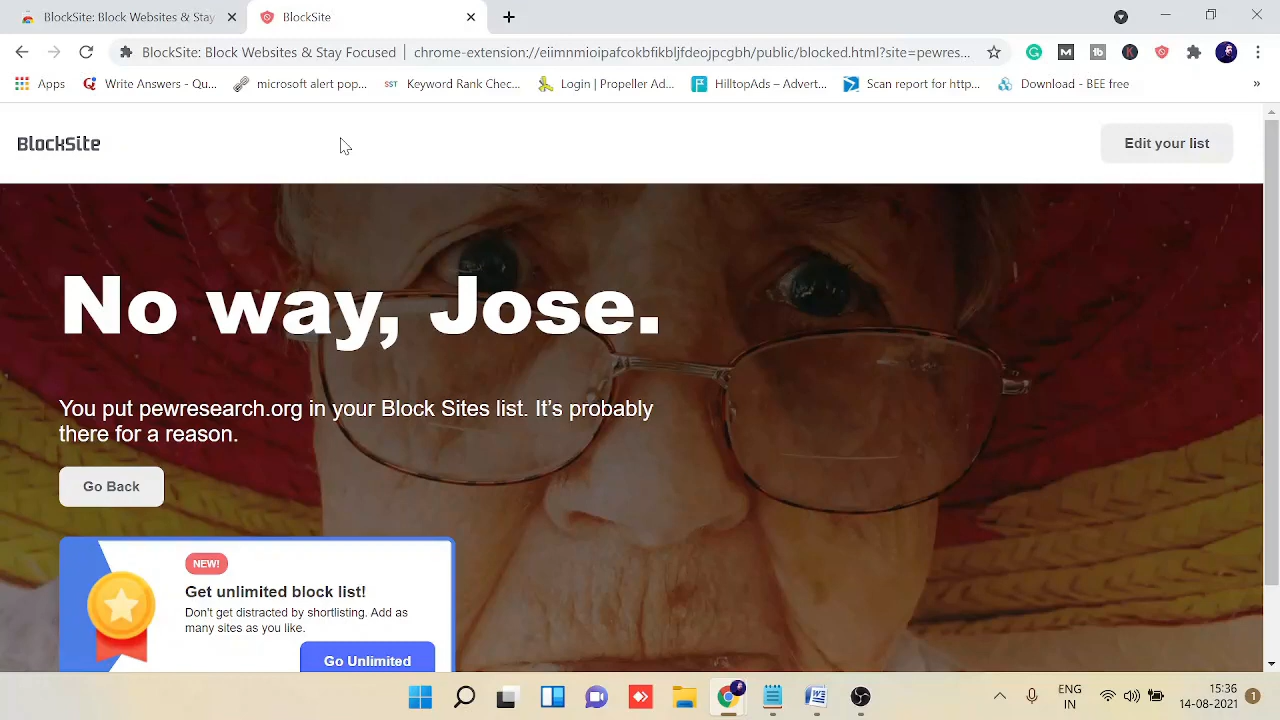 BlockSite: Block Websites & Stay
BlockSite
BlockSite: Block Websites & Stay Focused | chrome-extension://eiimnmioipafcokbfikbljfdeojpcgbh/public/blocked.html?site=pewres...
Apps
Write Answers - Qu...
microsoft alert pop...
SST Keyword Rank Chec...
Login | Propeller Ad...
HilltopAds – Advert...
Scan report for http...
Download - BEE free
»
BlockSite
Edit your list
No way, Jose.
You put pewresearch.org in your Block Sites list. It's probably
there for a reason.
Go Back
NEW!
Get unlimited block list!
Don't get distracted by shortlisting. Add as
many sites as you like.
Go Unlimited
ENG
IN
15:36
14-08-2021
1